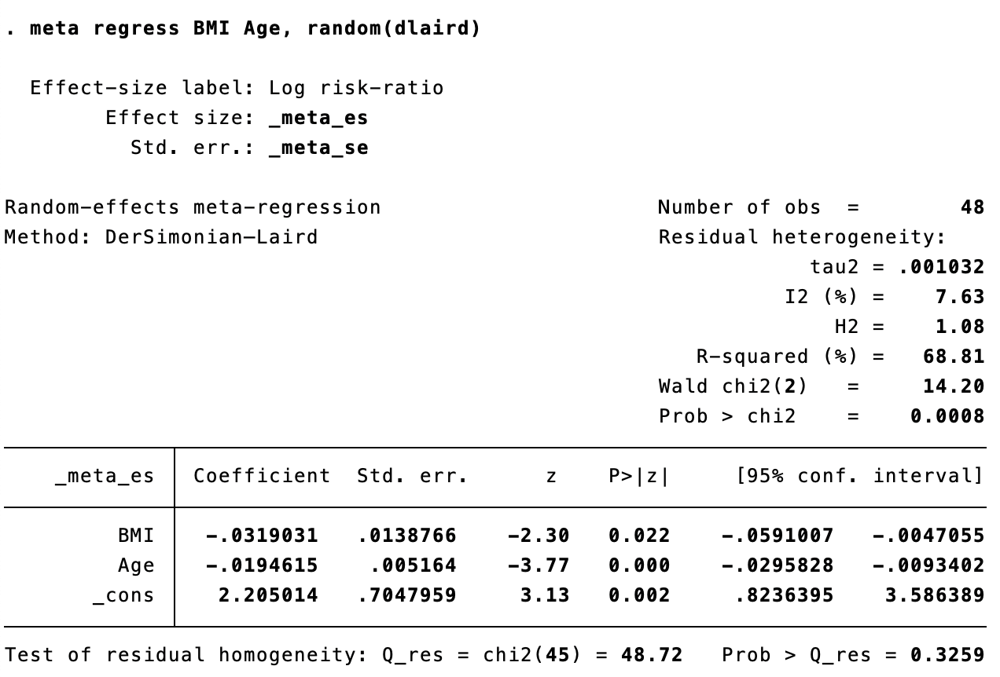 . meta regress BMI Age, random(dlaird)
Effect-size label: Log risk-ratio
Effect size: _meta_es
Std. err.: _meta_se
Random-effects meta-regression Number of obs = 48
Method: DerSimonian–Laird Residual heterogeneity:
tau2 = .001032
I2 (%) = 7.63
H2 = 1.08
R-squared (%) = 68.81
Wald chi2(2) = 14.20
Prob > chi2 = 0.0008
_meta_es Coefficient Std. err. z P>|z| [95% conf. interval]
BMI -.0319031 .0138766 -2.30 0.022 -.0591007 -.0047055
Age -.0194615 .005164 -3.77 0.000 -.0295828 -.0093402
_cons 2.205014 .7047959 3.13 0.002 .8236395 3.586389
Test of residual homogeneity: Q_res = chi2(45) = 48.72 Prob > Q_res = 0.3259